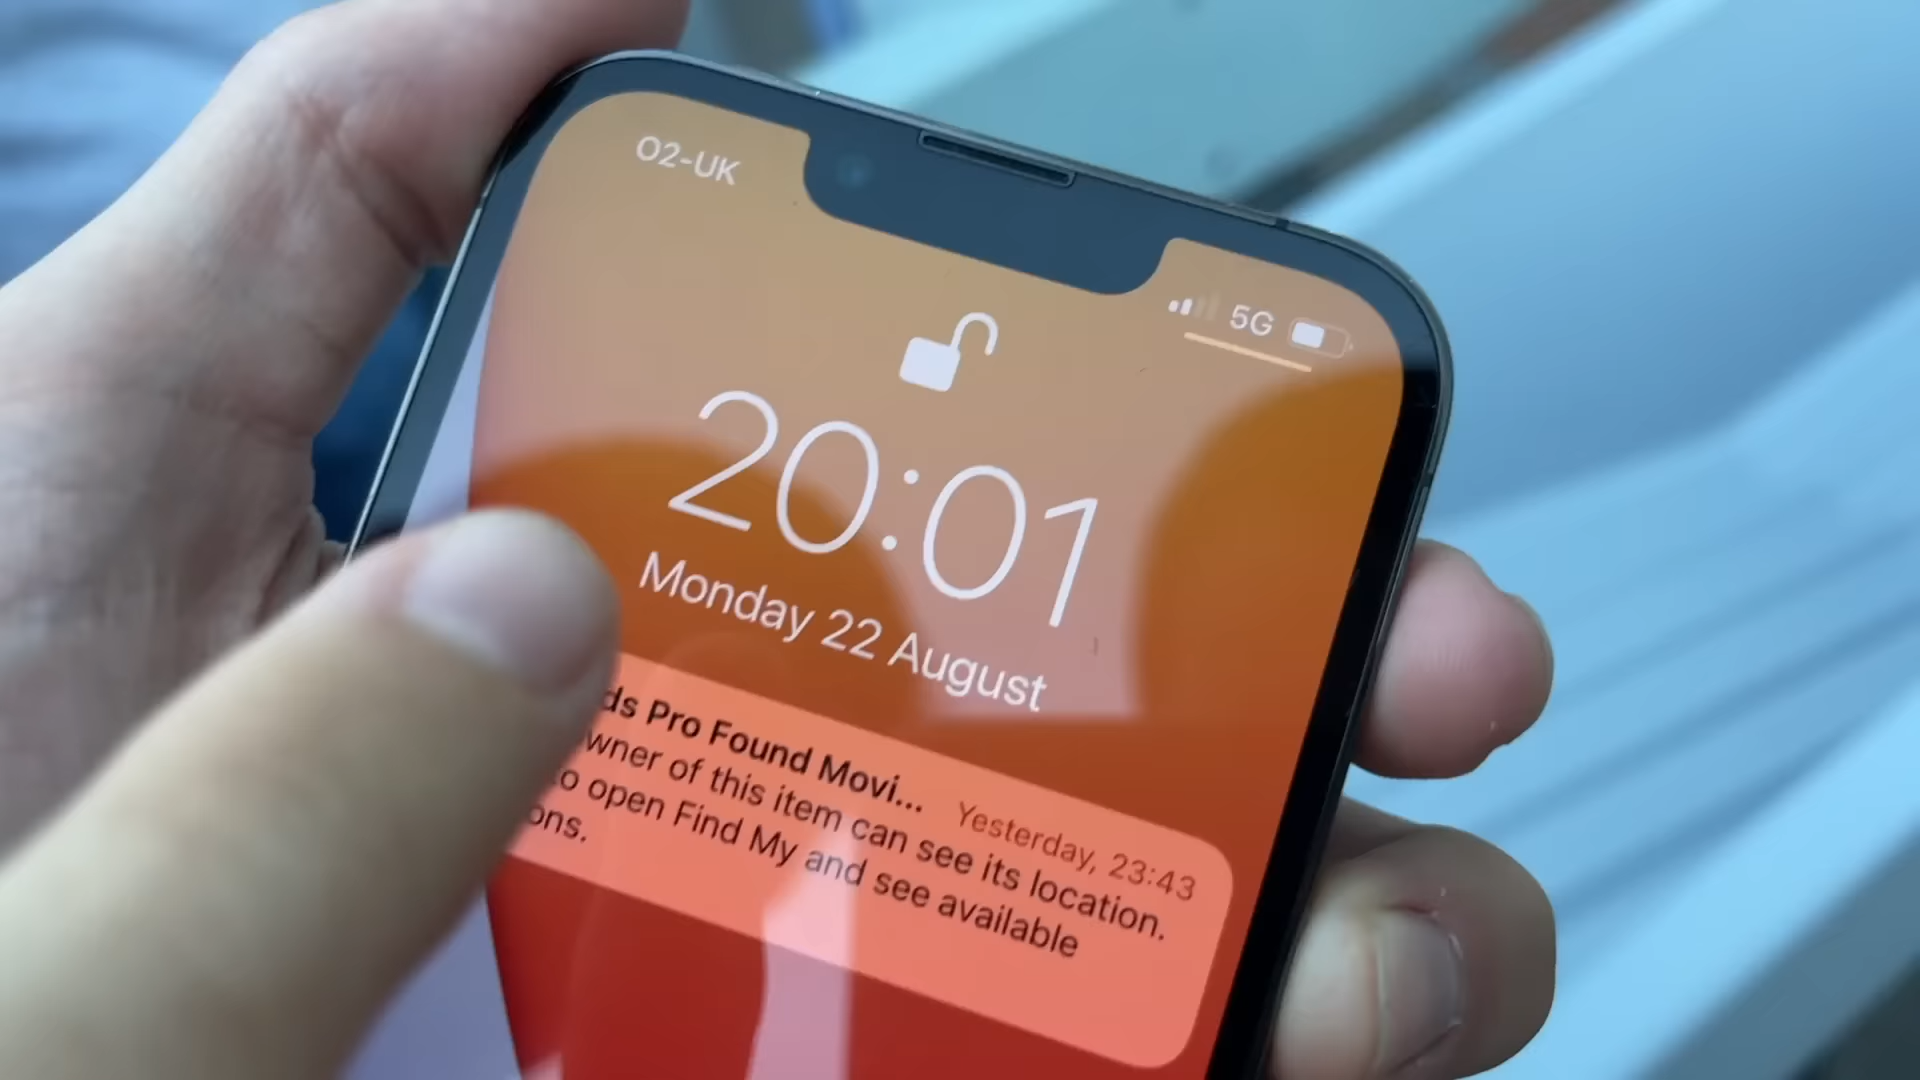 O2-UK
5G
20:01
Monday 22 August
ds Pro Found Movi... Yesterday, 23:43
wner of this item can see its location.
to open Find My and see available
ons.